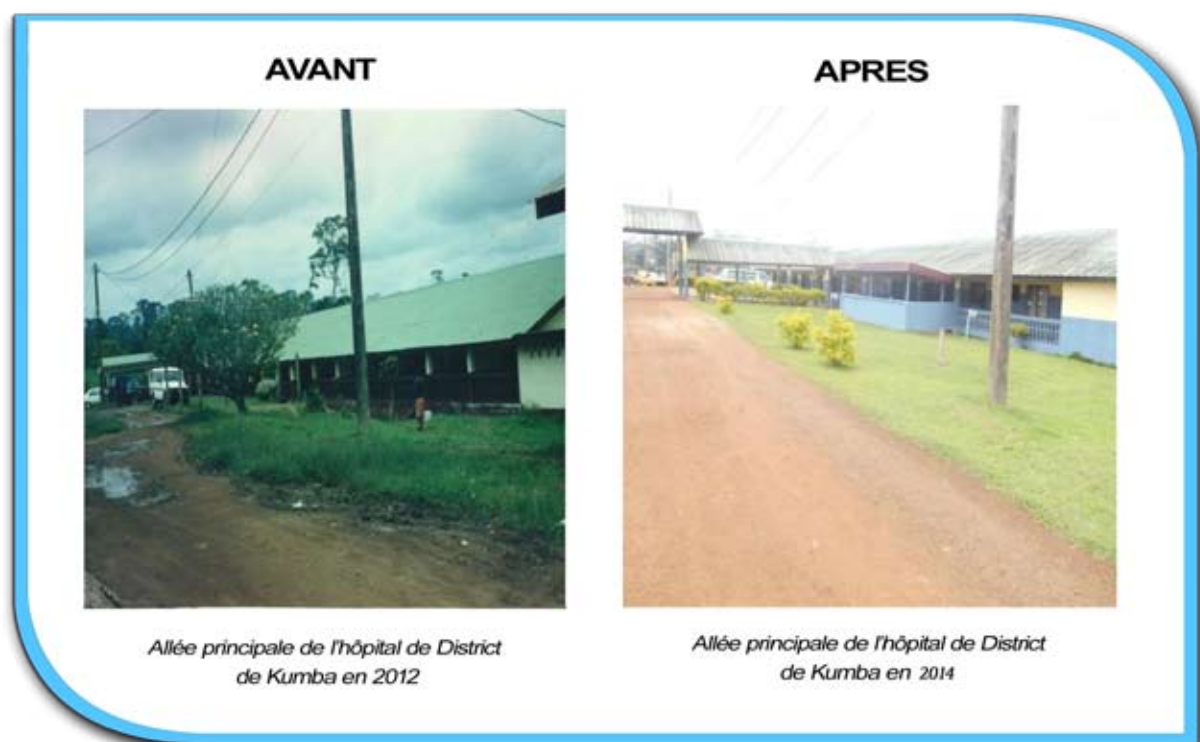 AVANT
APRES
Allée principale de l'hôpital de District
de Kumba en 2012
Allée principale de l'hôpital de District
de Kumba en 2014